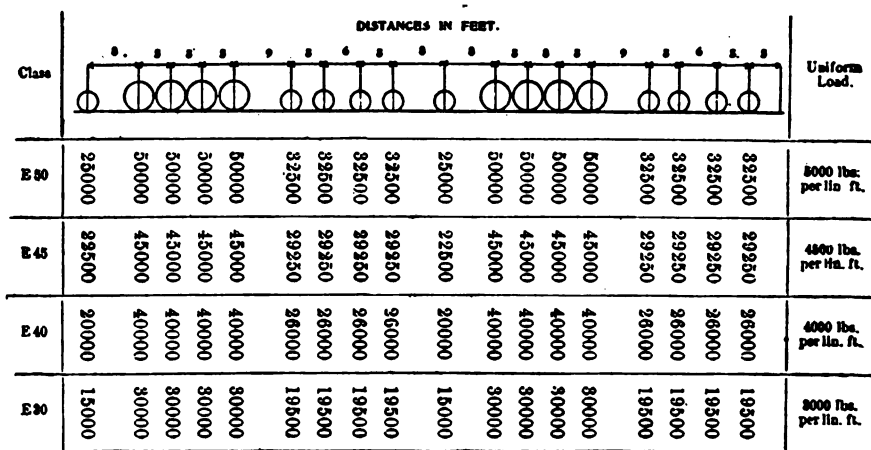 DISTANCES IN FEET.
8. 5 5 5 9 5 6 5 8 8 5 5 5 9 5 6 5. 5
Class
Uniform
Load.
E 50 25000 50000 50000 50000 50000 32500 32500 32500 32500 25000 50000 50000 50000 50000 32500 32500 32500 32500 5000 lbs.
per lin ft.
E 45 22500 45000 45000 45000 45000 29250 29250 29250 29250 22500 45000 45000 45000 45000 29250 29250 29250 29250 4500 lbs.
per lin. ft.
E 40 20000 40000 40000 40000 40000 26000 26000 26000 26000 20000 40000 40000 40000 40000 26000 26000 26000 26000 4000 lbs.
per lin. ft.
E 30 15000 30000 30000 30000 30000 19500 19500 19500 19500 15000 30000 30000 30000 30000 19500 19500 19500 19500 3000 lbs.
per lin. ft.